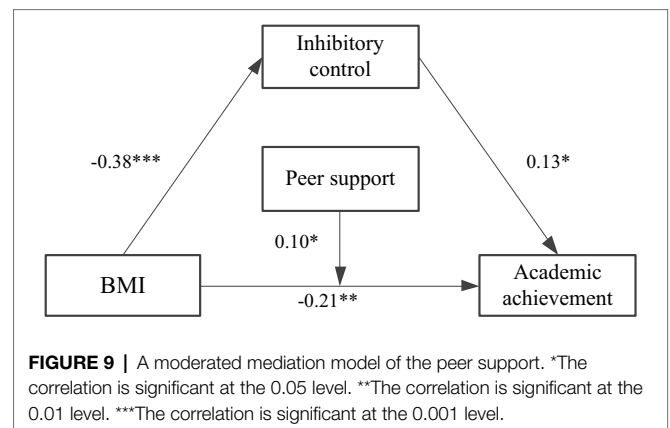 Inhibitory
control
-0.38***
0.13*
Peer support
0.10*
BMI
-0.21**
Academic
achievement
FIGURE 9 | A moderated mediation model of the peer support. *The
correlation is significant at the 0.05 level. **The correlation is significant at the
0.01 level. ***The correlation is significant at the 0.001 level.